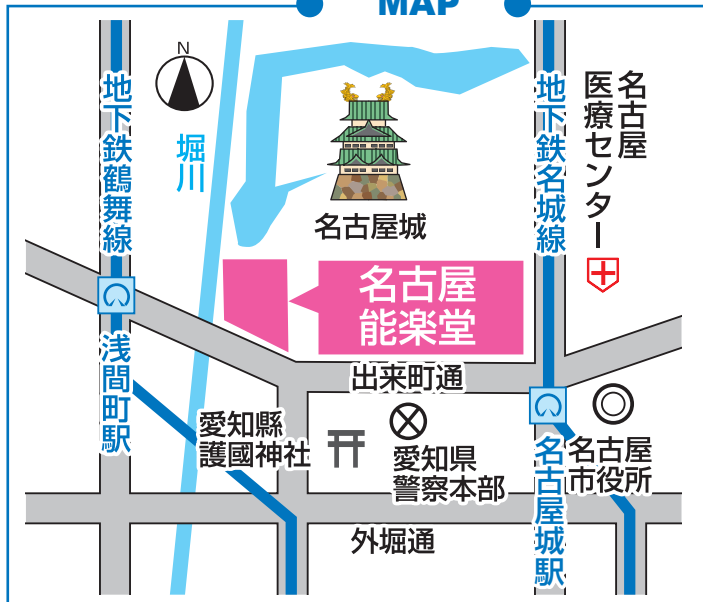 MAP
N
地下鉄鶴舞線
堀川
名古屋城
地下鉄名城線
名古屋
医療センター
名古屋
能楽堂
浅間町駅
出来町通
愛知縣
護國神社
愛知県
警察本部
名古屋城駅
名古屋
市役所
外堀通